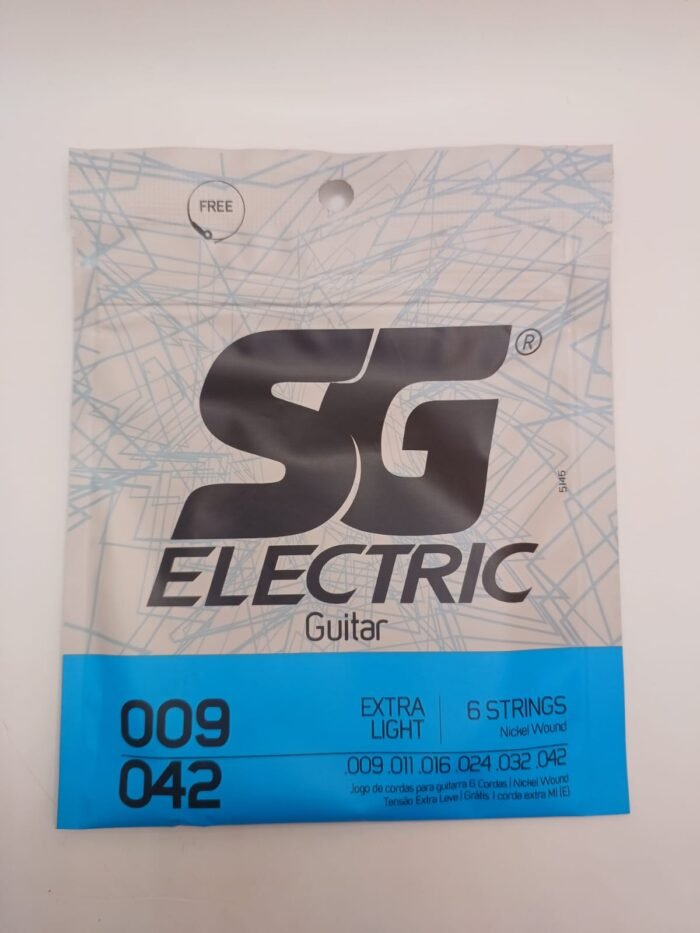 FREE
SG®
5145
ELECTRIC
Guitar
009
042
EXTRA
LIGHT
6 STRINGS
Nickel Wound
.009 .011 .016 .024 .032 .042
Jogo de cordas para guitarra 6 Cordas | Nickel Wound
Tensão Extra Leve | Grátis 1 corda extra MI (E)